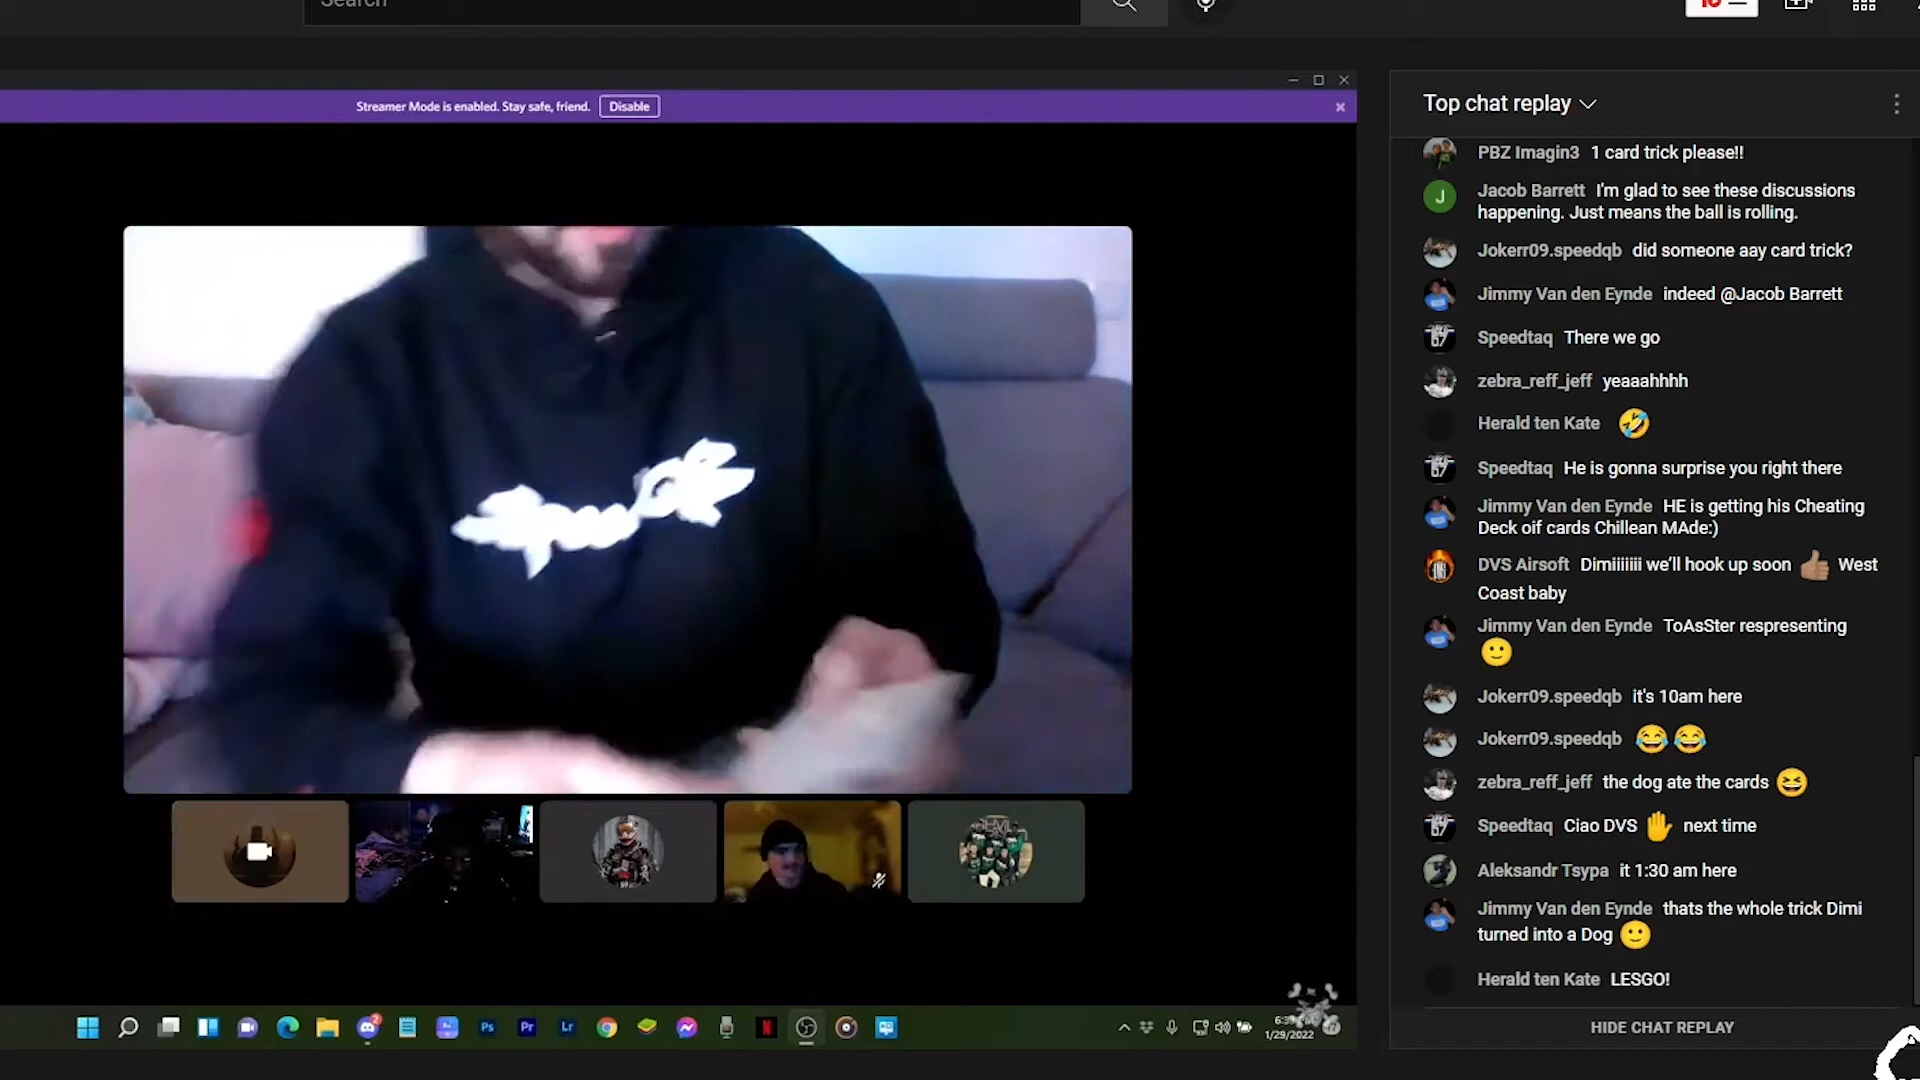 Search
Streamer Mode is enabled. Stay safe, friend. Disable
Top chat replay
PBZ Imagin3 1 card trick please!!
Jacob Barrett I'm glad to see these discussions
happening. Just means the ball is rolling.
Jokerr09.speedqb did someone aay card trick?
Jimmy Van den Eynde indeed @Jacob Barrett
Speedtaq There we go
zebra_reff_jeff yeaaahhhh
Herald ten Kate 🤣
Speedtaq He is gonna surprise you right there
Jimmy Van den Eynde HE is getting his Cheating
Deck oif cards Chillean MAde:)
DVS Airsoft Dimiiiiiii we'll hook up soon 👍🏽 West
Coast baby
Jimmy Van den Eynde ToAsSter respresenting
🙂
Jokerr09.speedqb it's 10am here
Jokerr09.speedqb 😂😂
zebra_reff_jeff the dog ate the cards 😆
Speedtaq Ciao DVS ✋ next time
Aleksandr Tsypa it 1:30 am here
Jimmy Van den Eynde thats the whole trick Dimi
turned into a Dog 🙂
Herald ten Kate LESGO!
HIDE CHAT REPLAY
J
2
Ps
Pr
Lr
N
1/29/2022